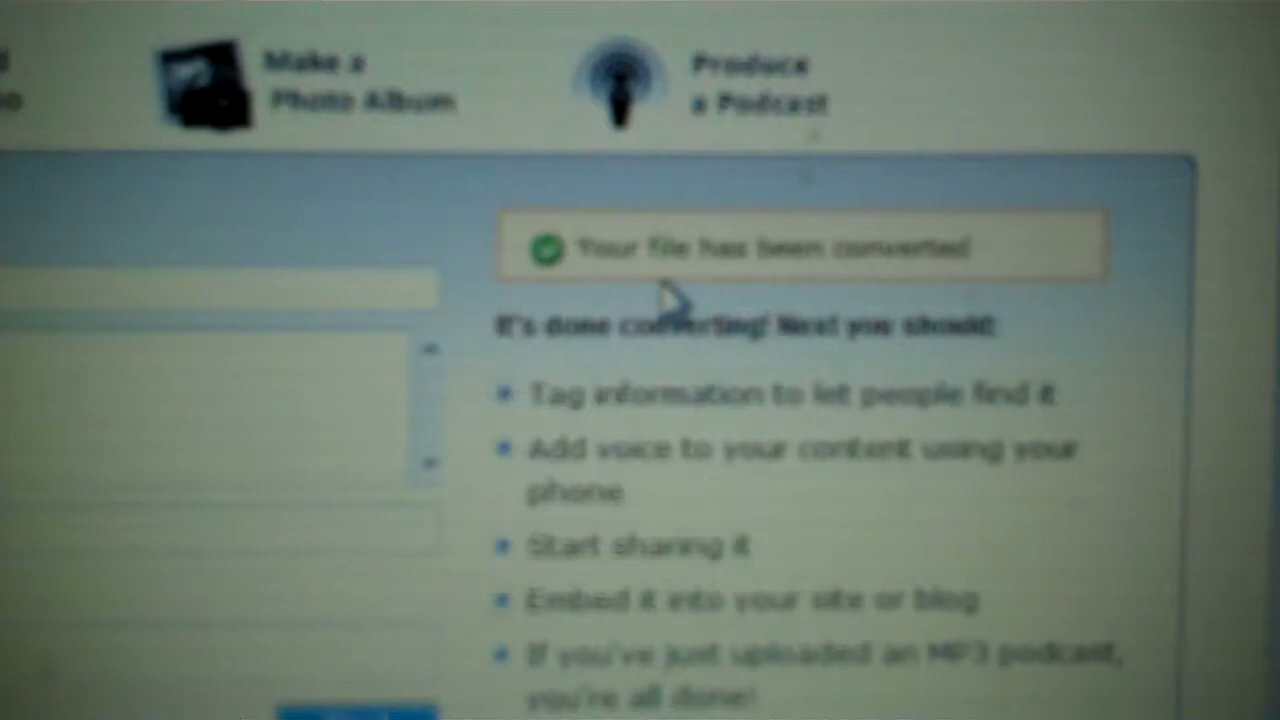 Make a
Photo Album
Produce
a Podcast
Your file has been converted
It's done converting! Next you should:
Tag information to let people find it
Add voice to your content using your
phone
Start sharing it
Embed it into your site or blog
If you've just uploaded an MP3 podcast,
you're all done!